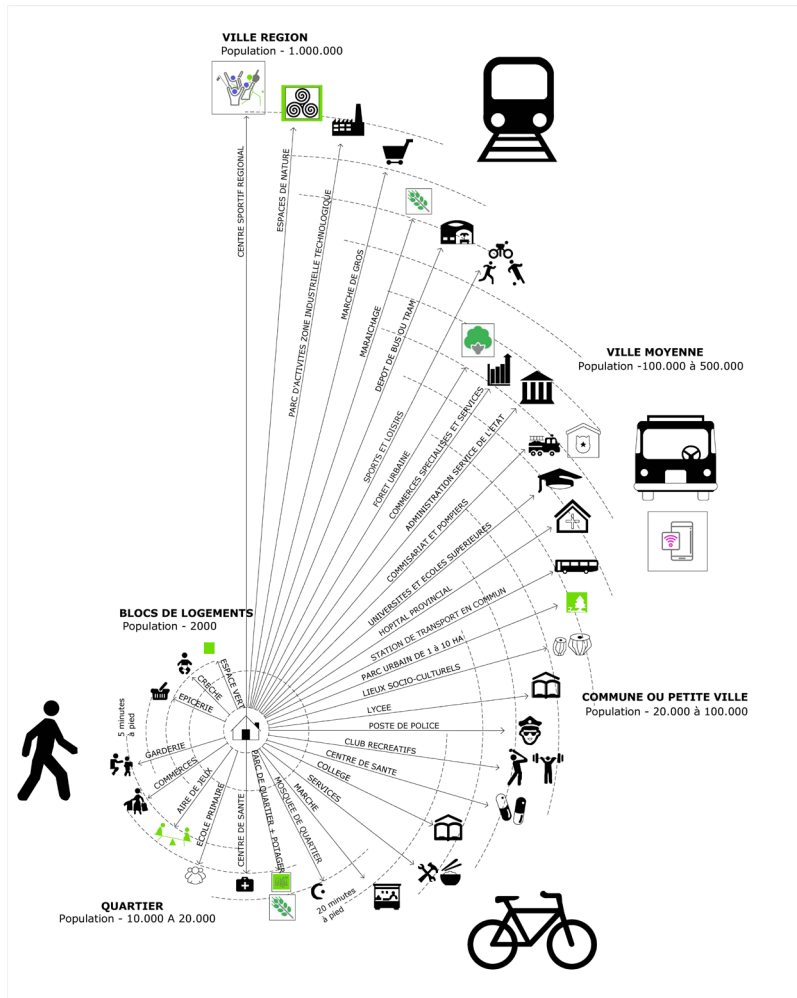 VILLE REGION
Population - 1.000.000
CENTRE SPORTIF REGIONAL
ESPACES DE NATURE
PARC D'ACTIVITES ZONE INDUSTRIELLE TECHNOLOGIQUE
MARCHE DE GROS
MARAICHAGE
DEPOT DE BUS OU TRAM
SPORTS ET LOISIRS
FORET URBAINE
COMMERCES SPECIALISES ET SERVICES
ADMINISTRATION SERVICE DE L'ÉTAT
VILLE MOYENNE
Population -100.000 à 500.000
COMMISARIAT ET POMPIERS
UNIVERSITES ET ECOLES SUPERIEURES
HOPITAL PROVINCIAL
STATION DE TRANSPORT EN COMMUN
PARC URBAIN DE 1 à 10 HA
LIEUX SOCIO-CULTURELS
LYCEE
POSTE DE POLICE
COMMUNE OU PETITE VILLE
Population - 20.000 à 100.000
CLUB RECREATIFS
CENTRE DE SANTE
COLLEGE
SERVICES
MARCHE
MOSQUEE DE QUARTIER
PARC DE QUARTIER + POTAGER
CENTRE DE SANTE
ECOLE PRIMAIRE
AIRE DE JEUX
COMMERCES
GARDERIE
EPICERIE
CRECHE
ESPACE VERT
BLOCS DE LOGEMENTS
Population - 2000
5 minutes
à pied
20 minutes
à pied
QUARTIER
Population - 10.000 A 20.000